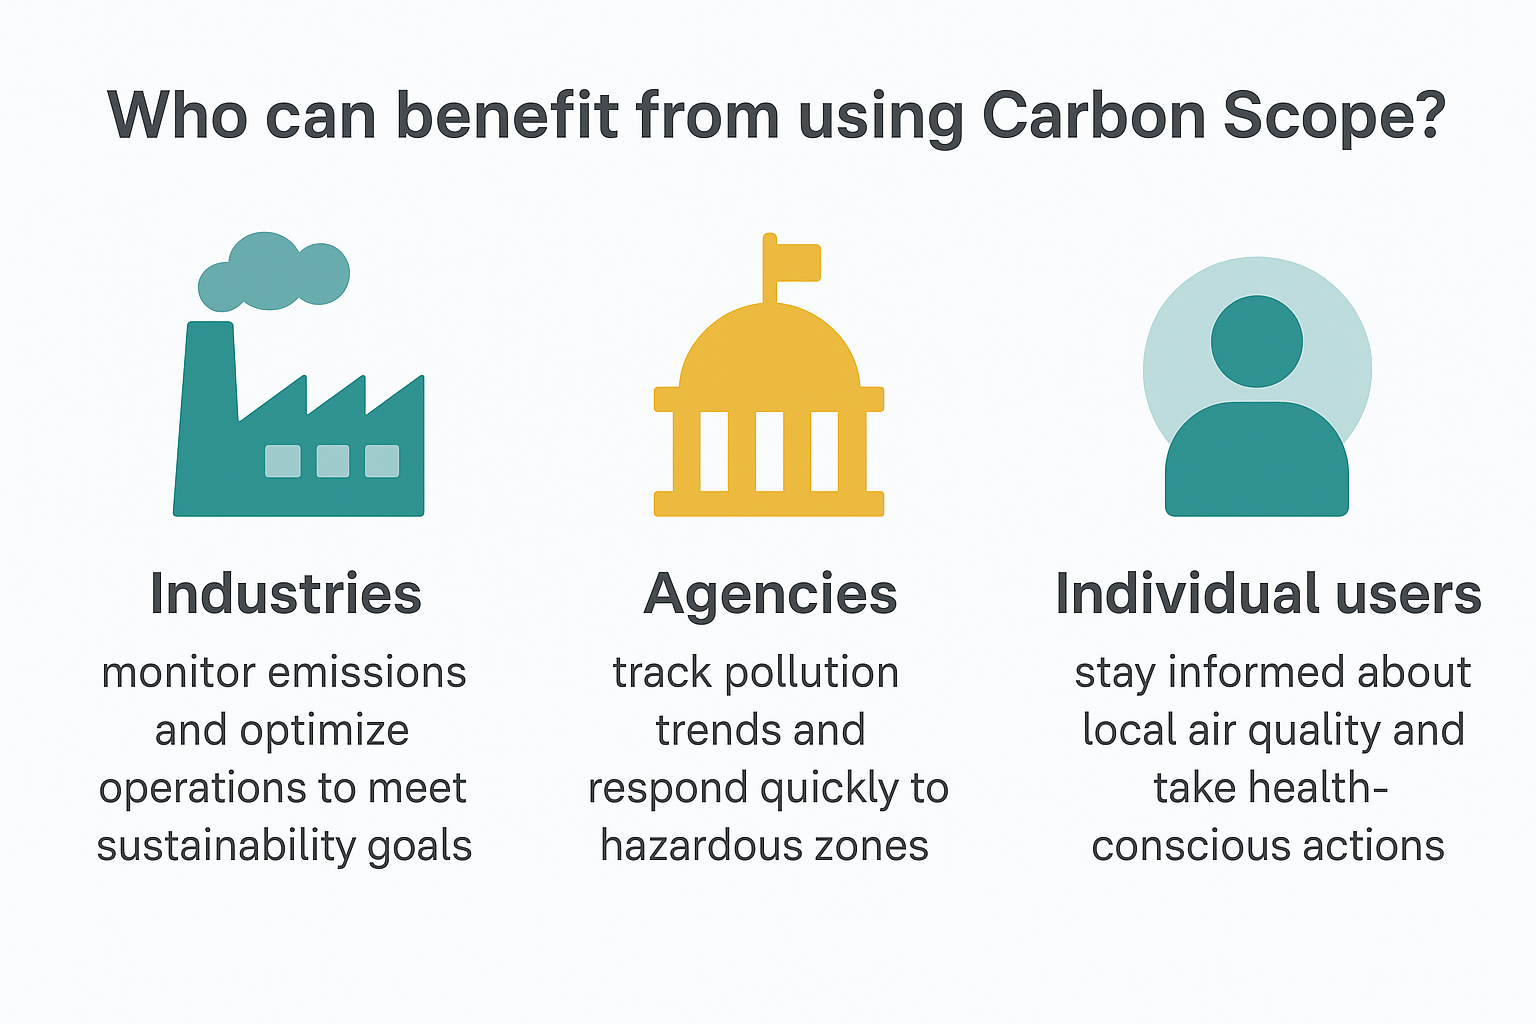 Who can benefit from using Carbon Scope?
Industries
monitor emissions
and optimize
operations to meet
sustainability goals
Agencies
track pollution
trends and
respond quickly to
hazardous zones
Individual users
stay informed about
local air quality and
take health-
conscious actions